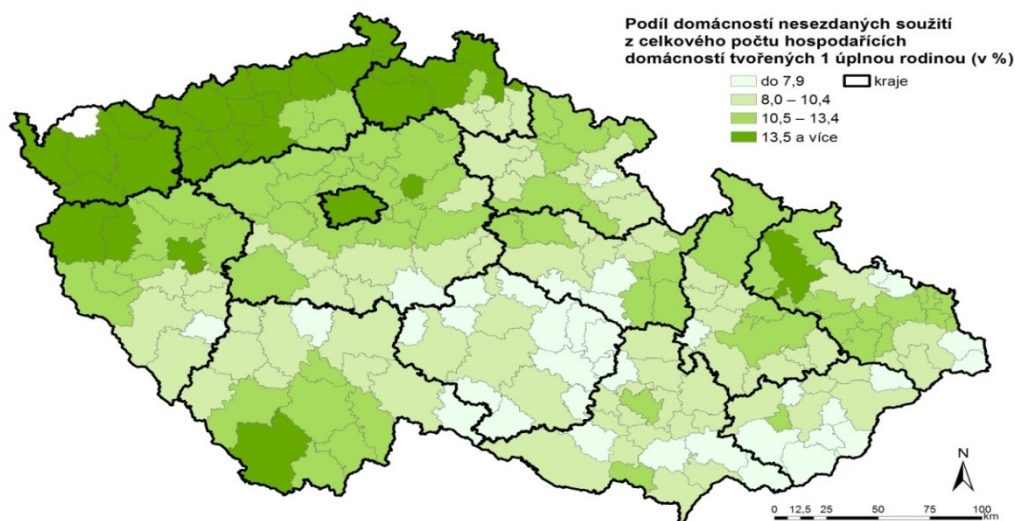 Podíl domácností nesezdaných soužití
z celkového počtu hospodařících
domácností tvořených 1 úplnou rodinou (v %)
do 7,9
kraje
8,0 – 10,4
10,5 – 13,4
13,5 a více
N
0 12,5 25 50 75 100
km